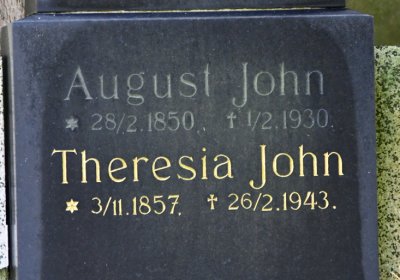 August John
* 28/2.1850. † 1/2.1930.
Theresia John
* 3/11.1857. † 26/2.1943.